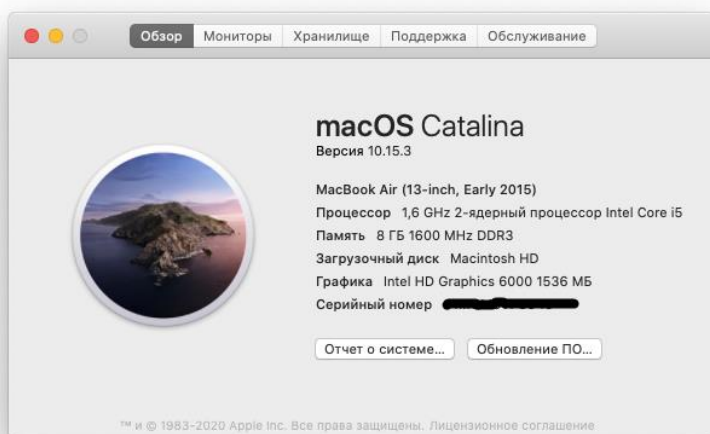 Обзор Мониторы Хранилище Поддержка Обслуживание
macOS Catalina
Версия 10.15.3
MacBook Air (13-inch, Early 2015)
Процессор 1,6 GHz 2-ядерный процессор Intel Core i5
Память 8 ГБ 1600 MHz DDR3
Загрузочный диск Macintosh HD
Графика Intel HD Graphics 6000 1536 МБ
Серийный номер
Отчет о системе... Обновление ПО...
™ и © 1983-2020 Apple Inc. Все права защищены. Лицензионное соглашение